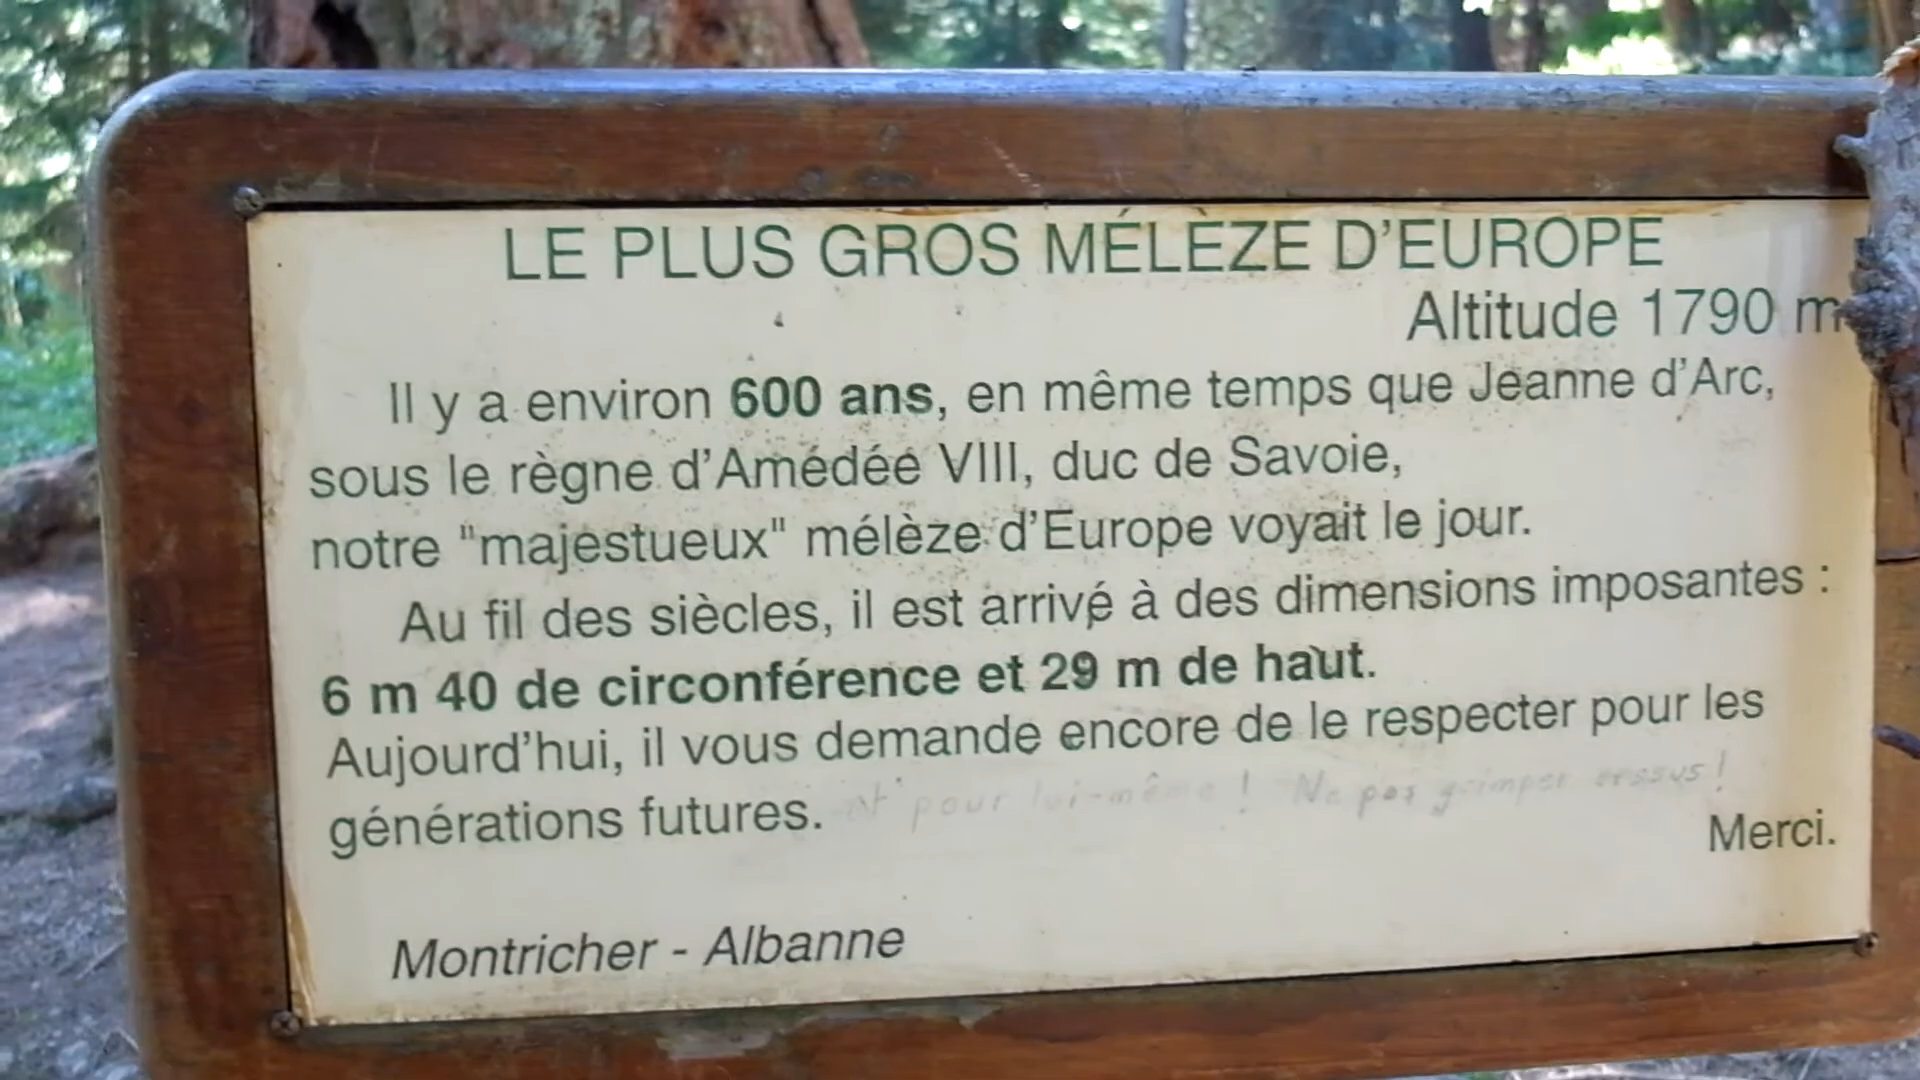 LE PLUS GROS MÉLÈZE D'EUROPE
Altitude 1790 m
Il y a environ 600 ans, en même temps que Jeanne d'Arc,
sous le règne d'Amédée VIII, duc de Savoie,
notre "majestueux" mélèze d'Europe voyait le jour.
Au fil des siècles, il est arrivé à des dimensions imposantes :
6 m 40 de circonférence et 29 m de haut.
Aujourd'hui, il vous demande encore de le respecter pour les
générations futures.
pour lui-même ! Ne pas grimper dessus !
Merci.
Montricher - Albanne